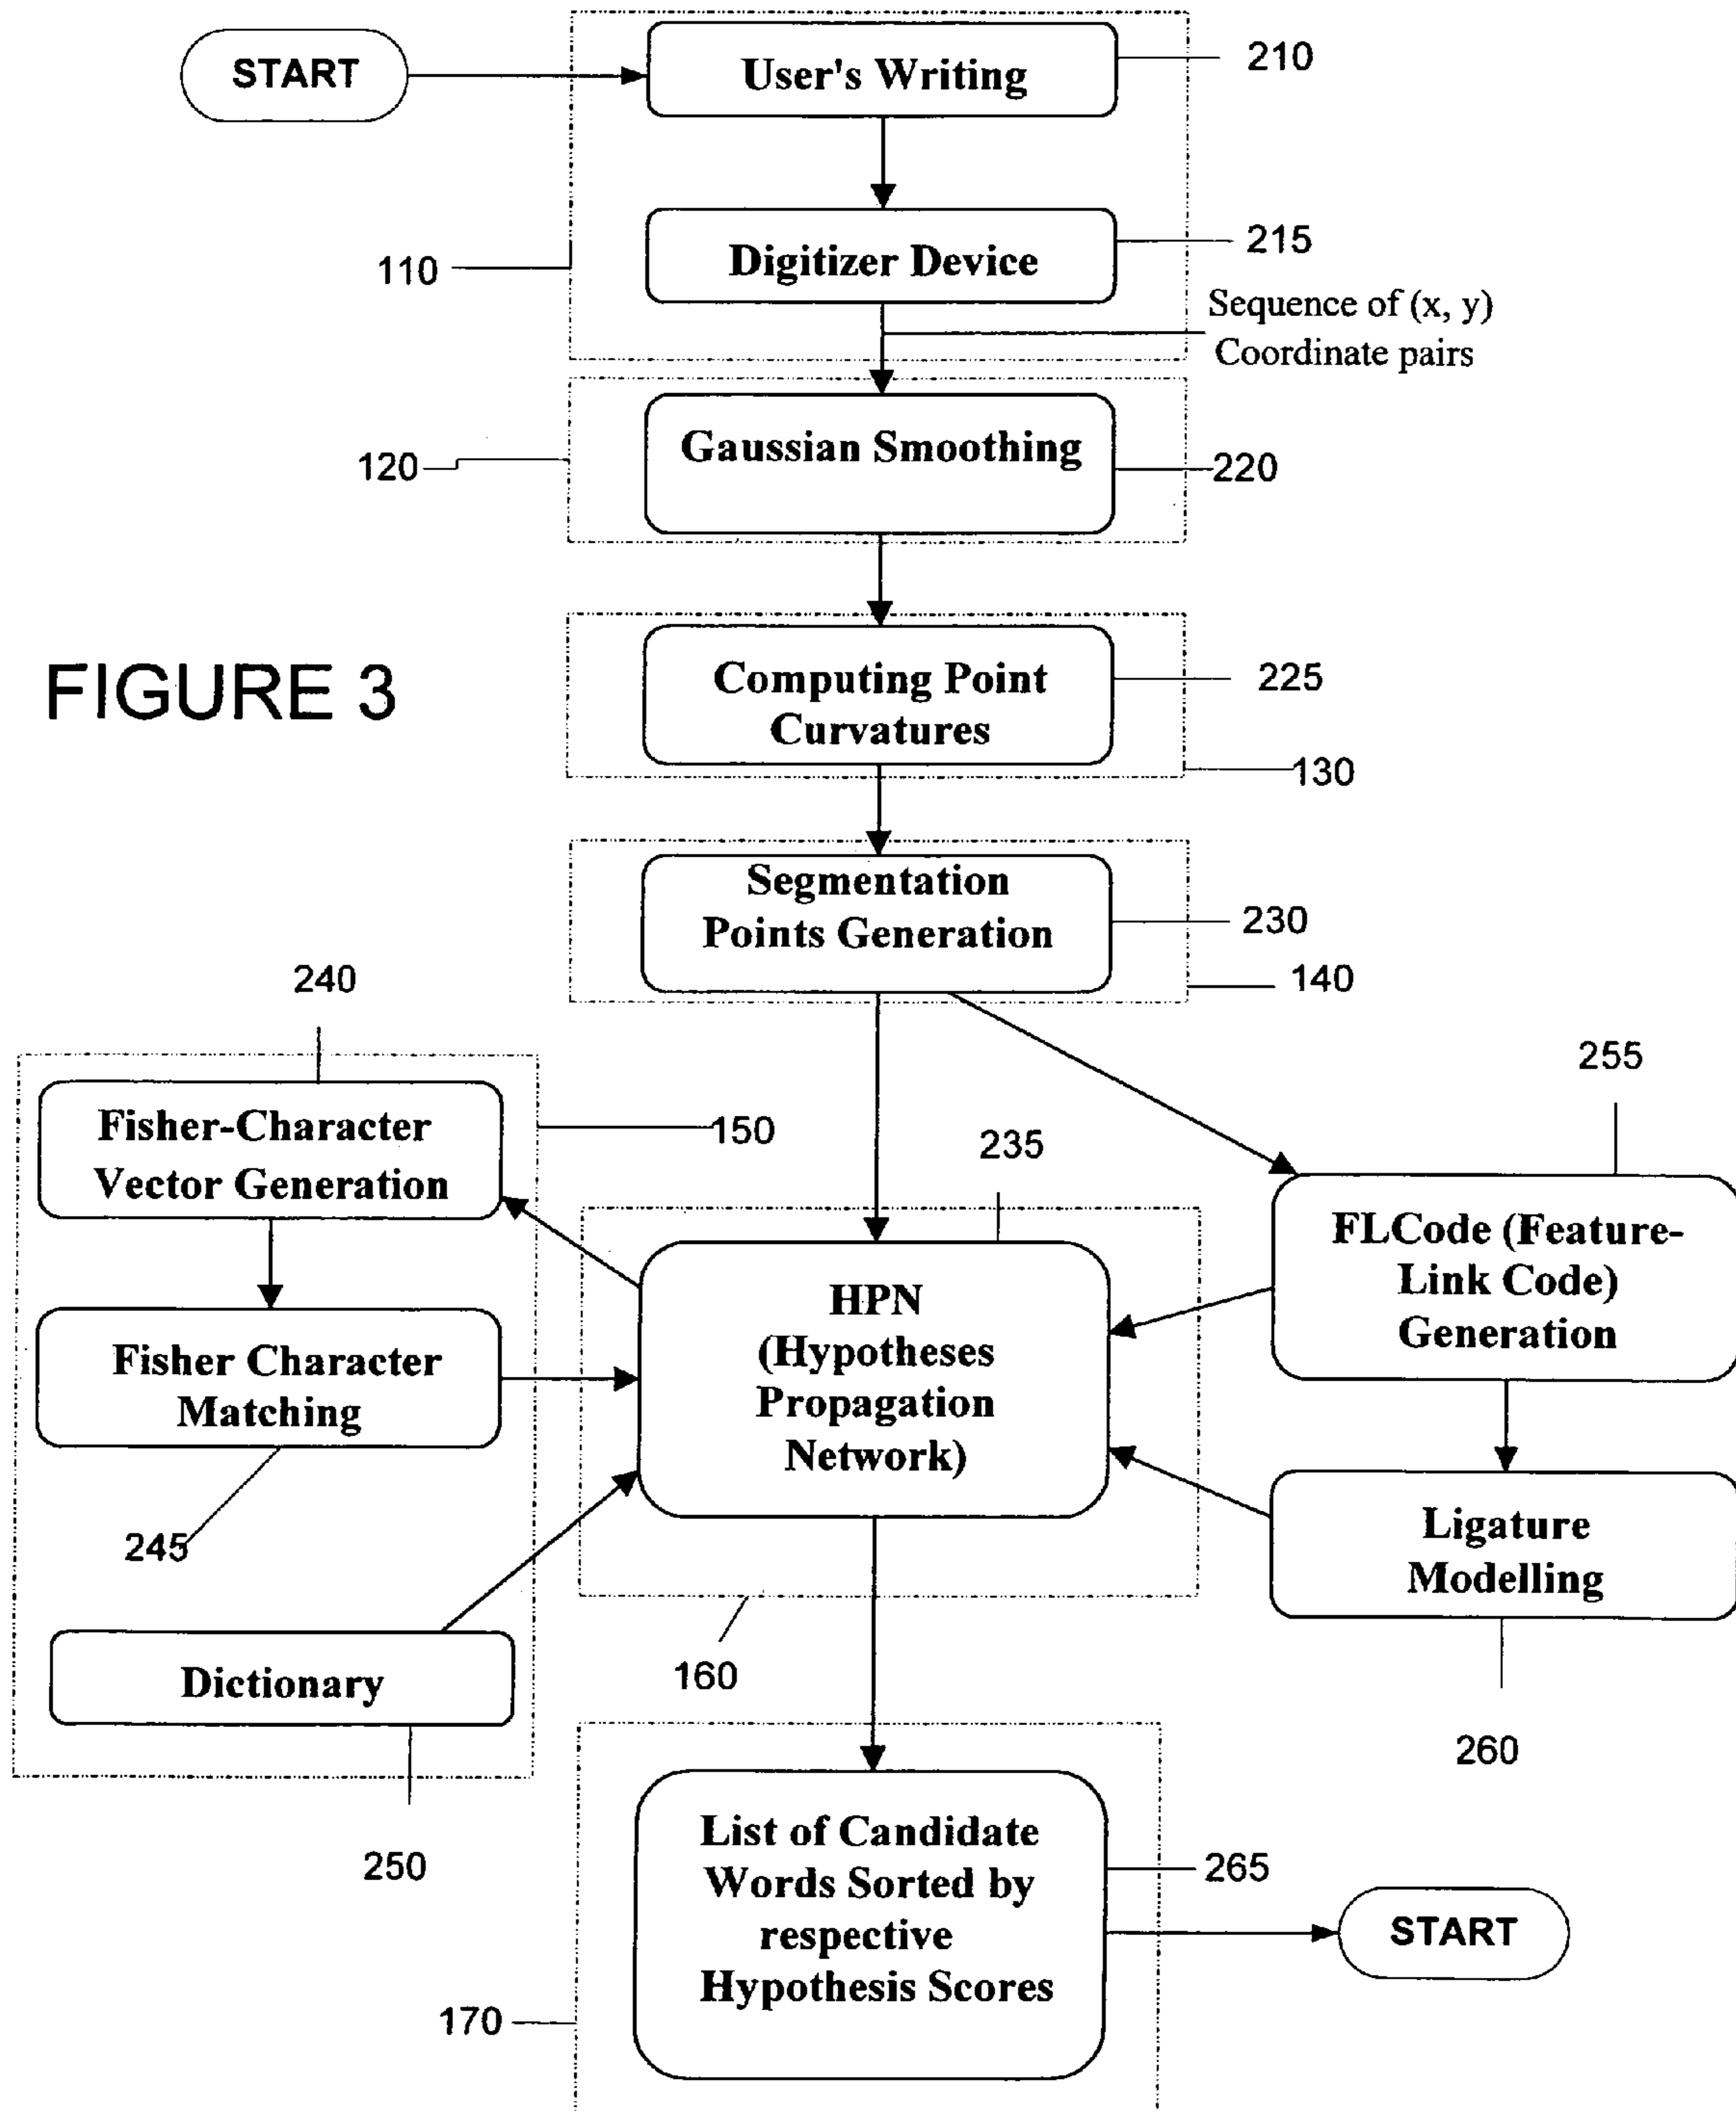 START
User's Writing
210
Digitizer Device
215
110
Sequence of (x, y)
Coordinate pairs
Gaussian Smoothing
120
220
FIGURE 3
Computing Point
Curvatures
225
130
Segmentation
Points Generation
230
140
240
Fisher-Character
Vector Generation
150
235
255
FLCode (Feature-
Link Code)
Generation
HPN
(Hypotheses
Propagation
Network)
Fisher Character
Matching
245
Ligature
Modelling
Dictionary
160
260
250
List of Candidate
Words Sorted by
respective
Hypothesis Scores
265
START
170